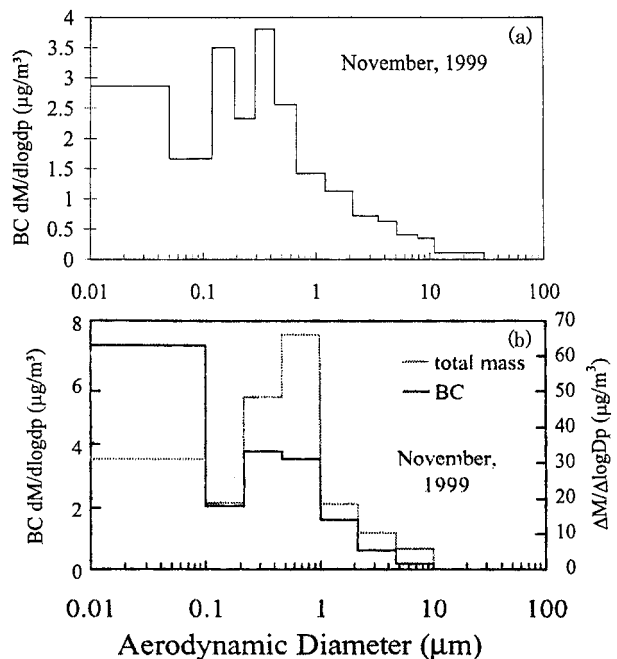 (a)
November, 1999
BC dM/dlogdp (μg/m³)
4
3.5
3
2.5
2
1.5
1
0.5
0
0.01 0.1 1 10 100
(b)
total mass
BC
November,
1999
BC dM/dlogdp (μg/m³)
8
6
4
2
0
ΔM/ΔlogDp (μg/m³)
70
60
50
40
30
20
10
0
0.01 0.1 1 10 100
Aerodynamic Diameter (μm)